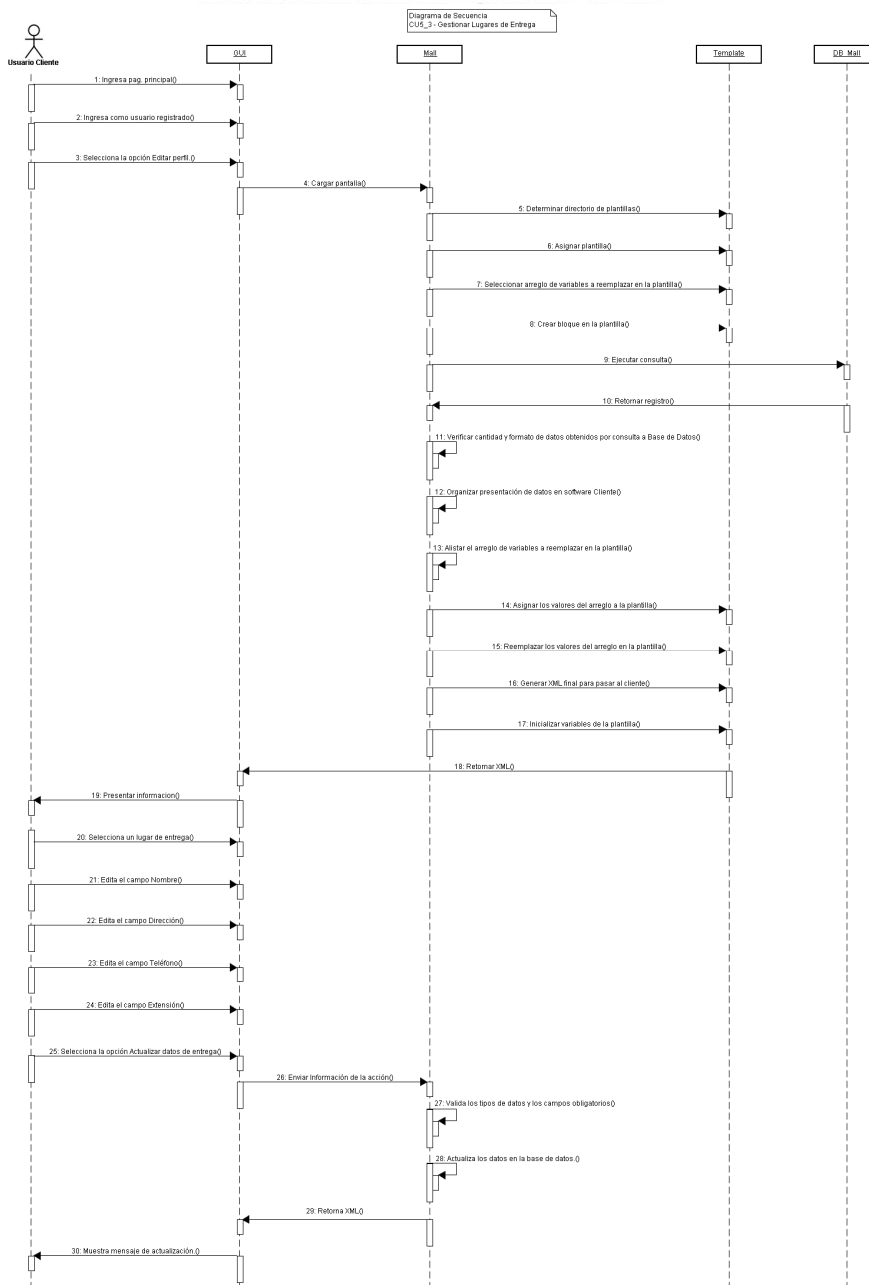 Diagrama de Secuencia
CU5_3 - Gestionar Lugares de Entrega
Usuario Cliente
GUI
Mall
Template
DB_Mall
1: Ingresa pag. principal()
2: Ingresa como usuario registrado()
3: Selecciona la opción Editar perfil.()
4: Cargar pantalla()
5: Determinar directorio de plantillas()
6: Asignar plantilla()
7: Seleccionar arreglo de variables a reemplazar en la plantilla()
8: Crear bloque en la plantilla()
9: Ejecutar consulta()
10: Retornar registro()
11: Verificar cantidad y formato de datos obtenidos por consulta a Base de Datos()
12: Organizar presentación de datos en software Cliente()
13: Alistar el arreglo de variables a reemplazar en la plantilla()
14: Asignar los valores del arreglo a la plantilla()
15: Reemplazar los valores del arreglo en la plantilla()
16: Generar XML final para pasar al cliente()
17: Inicializar variables de la plantilla()
18: Retornar XML()
19: Presentar informacion()
20: Selecciona un lugar de entrega()
21: Edita el campo Nombre()
22: Edita el campo Dirección()
23: Edita el campo Teléfono()
24: Edita el campo Extensión()
25: Selecciona la opción Actualizar datos de entrega()
26: Enviar Información de la acción()
27: Valida los tipos de datos y los campos obligatorios()
28: Actualiza los datos en la base de datos.()
29: Retorna XML()
30: Muestra mensaje de actualización.()